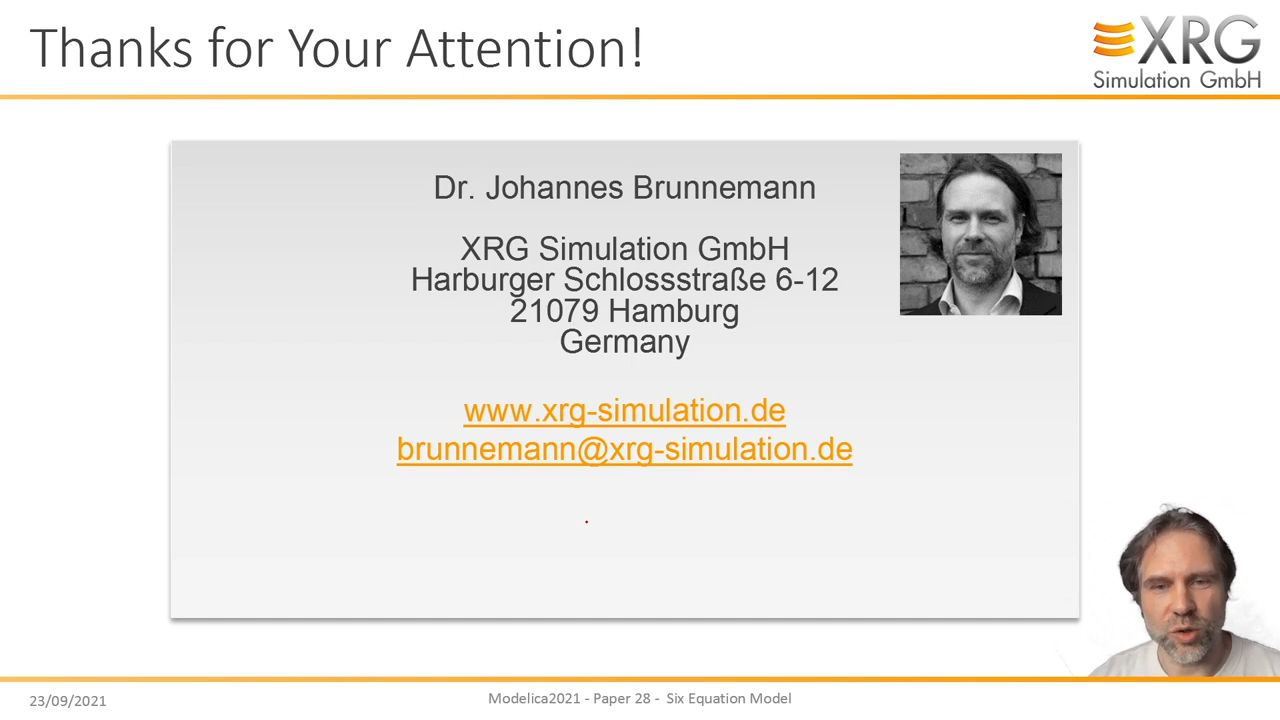 Thanks for Your Attention!
XRG
Simulation GmbH
Dr. Johannes Brunnemann
XRG Simulation GmbH
Harburger Schlossstraße 6-12
21079 Hamburg
Germany
www.xrg-simulation.de
brunnemann@xrg-simulation.de
23/09/2021
Modelica2021 - Paper 28 - Six Equation Model